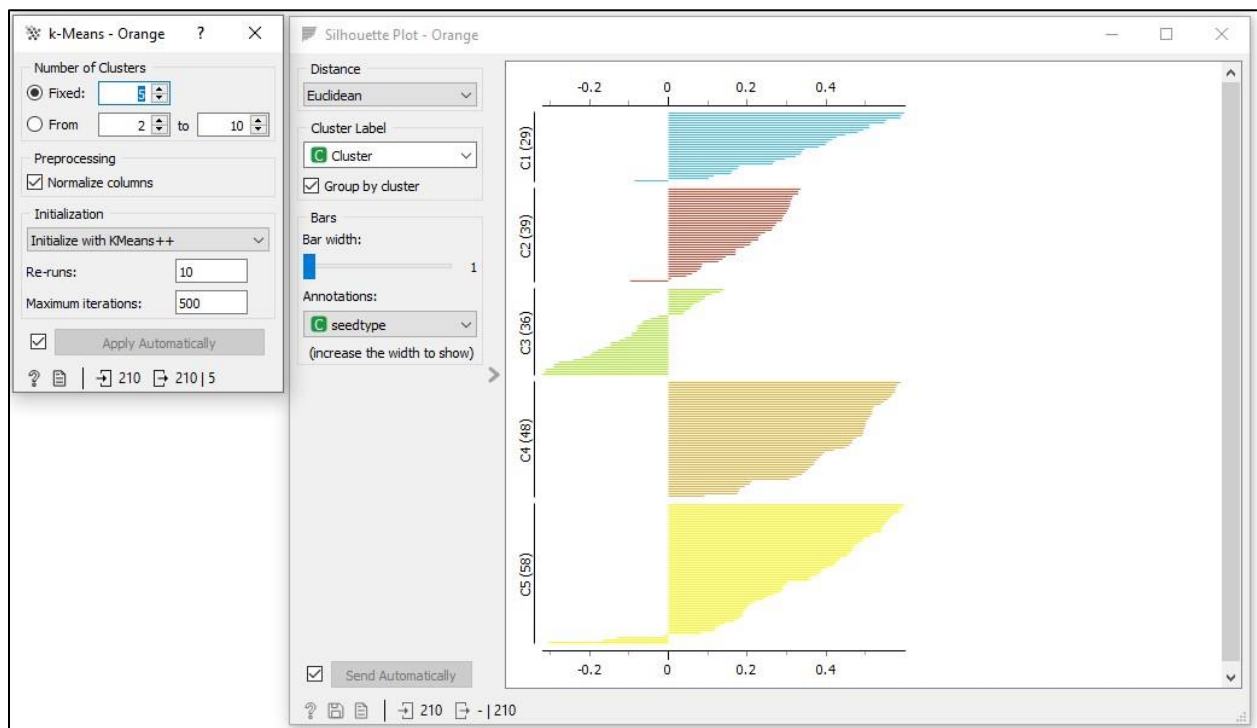 k-Means - Orange ? X
Number of Clusters
Fixed: 5
From 2 to 10
Preprocessing
Normalize columns
Initialization
Initialize with KMeans++
Re-runs: 10
Maximum iterations: 500
Apply Automatically
? 210 210 | 5
Silhouette Plot - Orange
Distance
Euclidean
Cluster Label
C Cluster
Group by cluster
Bars
Bar width:
1
Annotations:
C seedtype
(increase the width to show)
Send Automatically
? 210 - | 210
-0.2 0 0.2 0.4
C1 (29)
C2 (39)
C3 (36)
C4 (48)
C5 (58)
-0.2 0 0.2 0.4